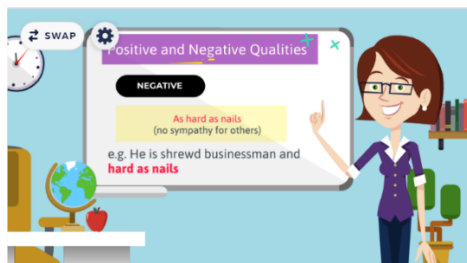 SWAP
Positive and Negative Qualities
NEGATIVE
As hard as nails
(no sympathy for others)
e.g. He is shrewd businessman and
hard as nails